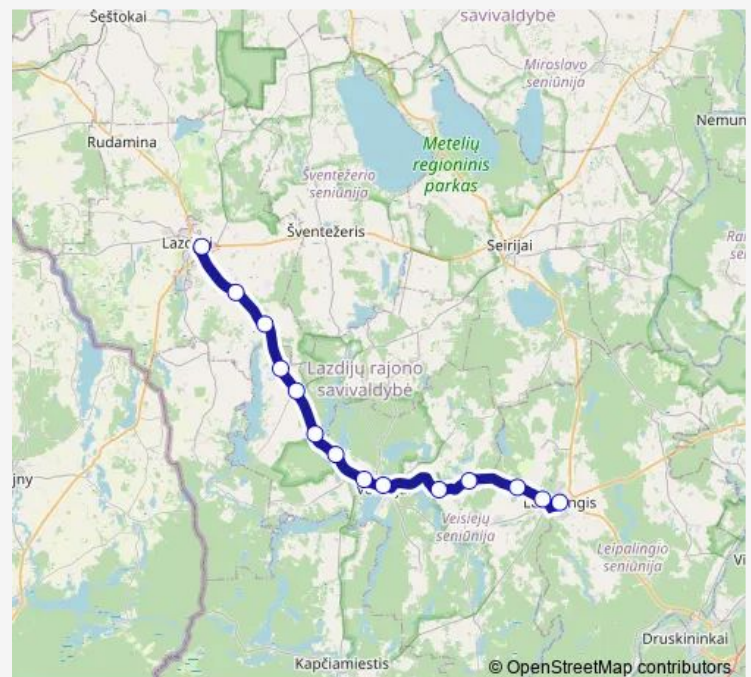 Šeštokai
savivaldybė
Miroslavo
seniūnija
Rudamina
Nemun
Metelių
regioninis
parkas
Šventežerio
seniūnija
Šventežeris
Seirijai
Lazdijų rajono
savivaldybė
jny
Veisiejų
seniūnija
Leipalingio
seniūnija
Druskininkai
Kapčiamiestis
© OpenStreetMap contributors